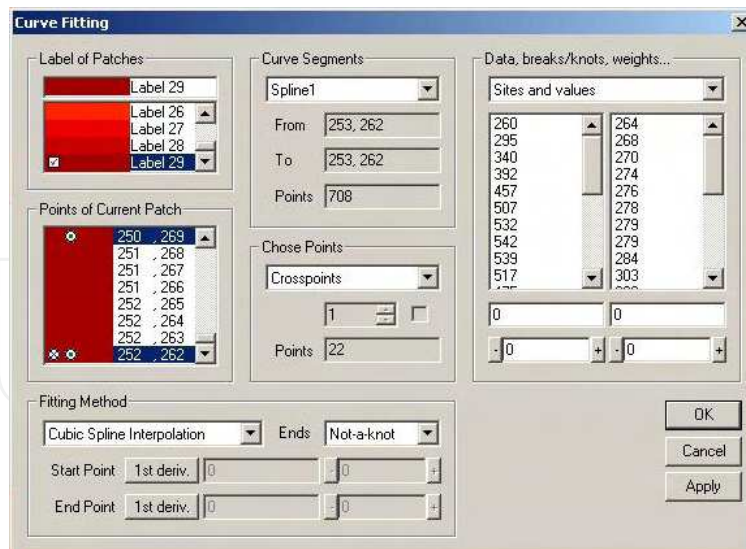 Curve Fitting
Label of Patches
Label 29
Label 26
Label 27
Label 28
Label 29
Points of Current Patch
250 , 269
251 , 268
251 , 267
251 , 266
252 , 265
252 , 264
252 , 263
252 , 262
Curve Segments
Spline1
From 253, 262
To 253, 262
Points 708
Chose Points
Crosspoints
1
Points 22
Data, breaks/knots, weights...
Sites and values
260 264
295 268
340 270
392 274
457 276
507 278
532 279
542 279
539 284
517 303
0 0
- 0 + - 0 +
Fitting Method
Cubic Spline Interpolation Ends Not-a-knot
Start Point 1st deriv. 0 - 0 +
End Point 1st deriv. 0 - 0 +
OK
Cancel
Apply